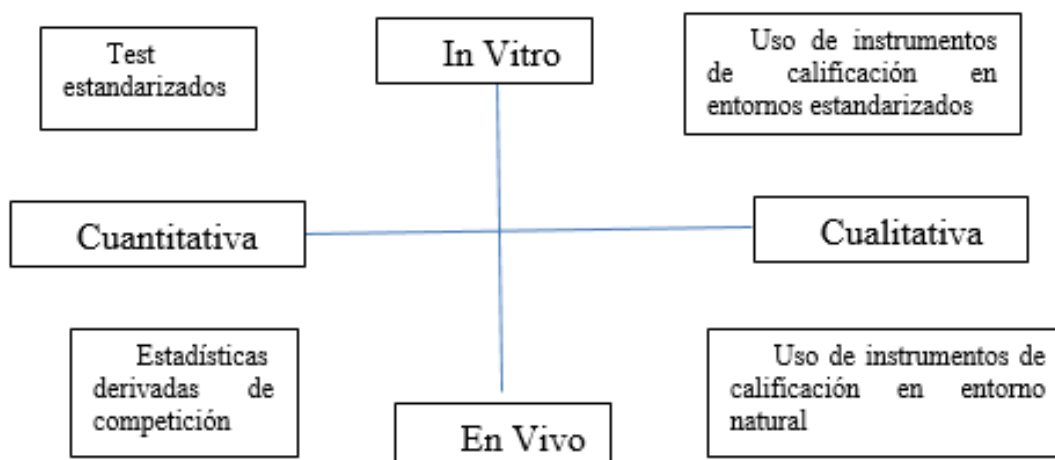 Test
estandarizados
In Vitro
Uso de instrumentos
de calificación en
entornos estandarizados
Cuantitativa
Cualitativa
Estadísticas
derivadas de
competición
En Vivo
Uso de instrumentos de
calificación en entorno
natural